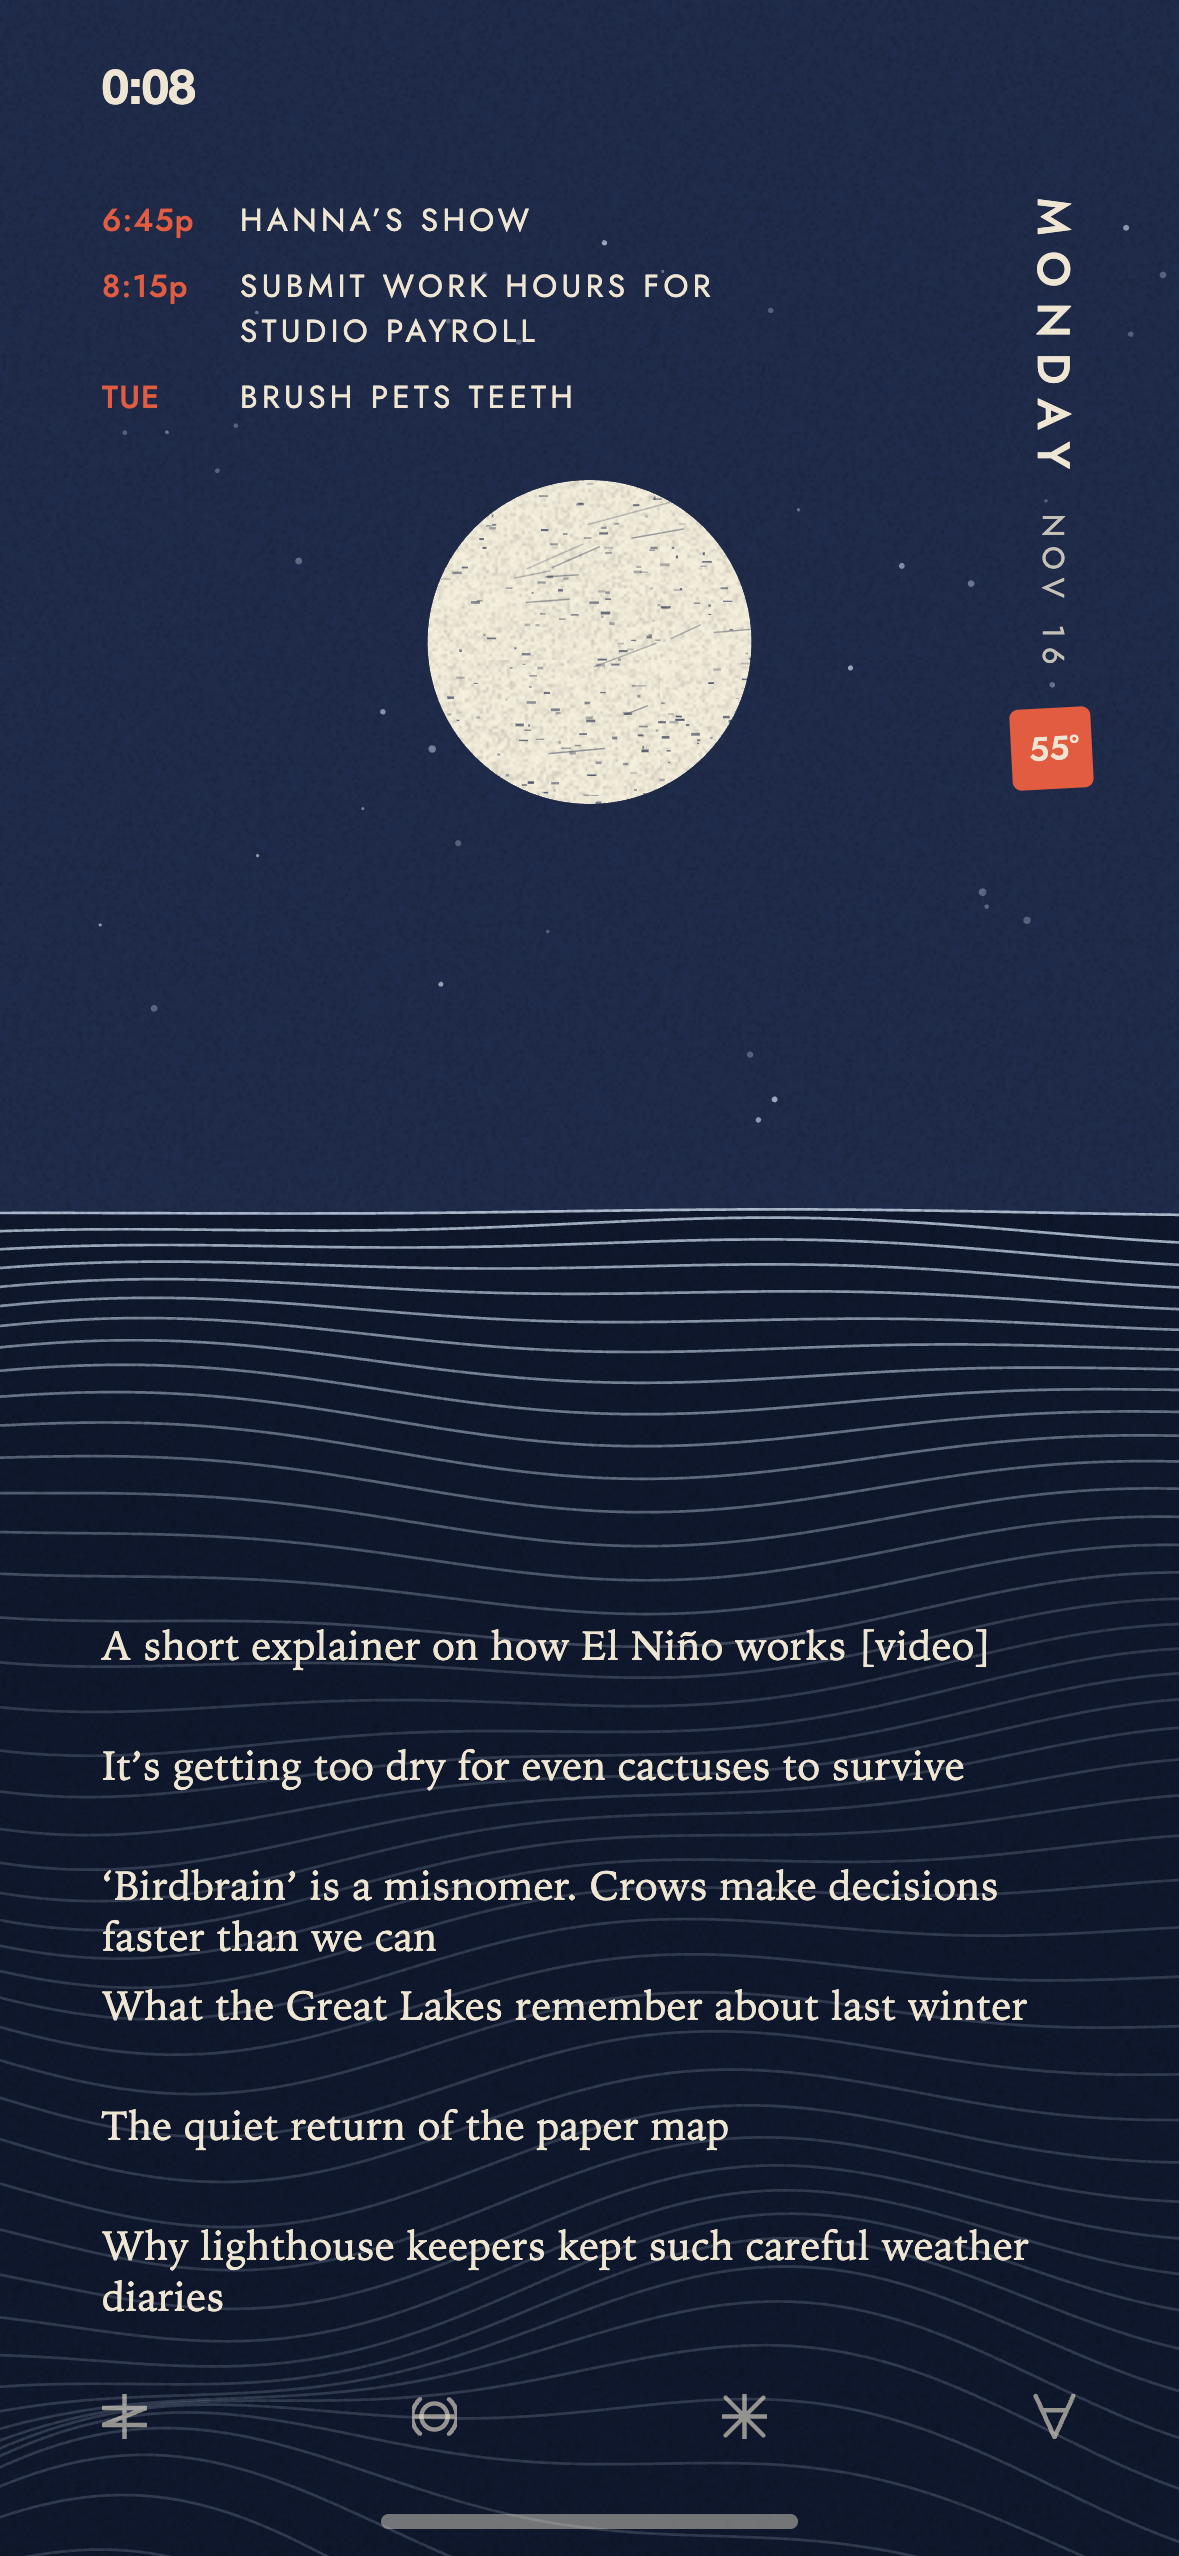 0:08
6:45p HANNA’S SHOW
8:15p SUBMIT WORK HOURS FOR
STUDIO PAYROLL
TUE BRUSH PETS TEETH
MONDAY NOV 16
55°
A short explainer on how El Niño works [video]
It’s getting too dry for even cactuses to survive
‘Birdbrain’ is a misnomer. Crows make decisions
faster than we can
What the Great Lakes remember about last winter
The quiet return of the paper map
Why lighthouse keepers kept such careful weather
diaries